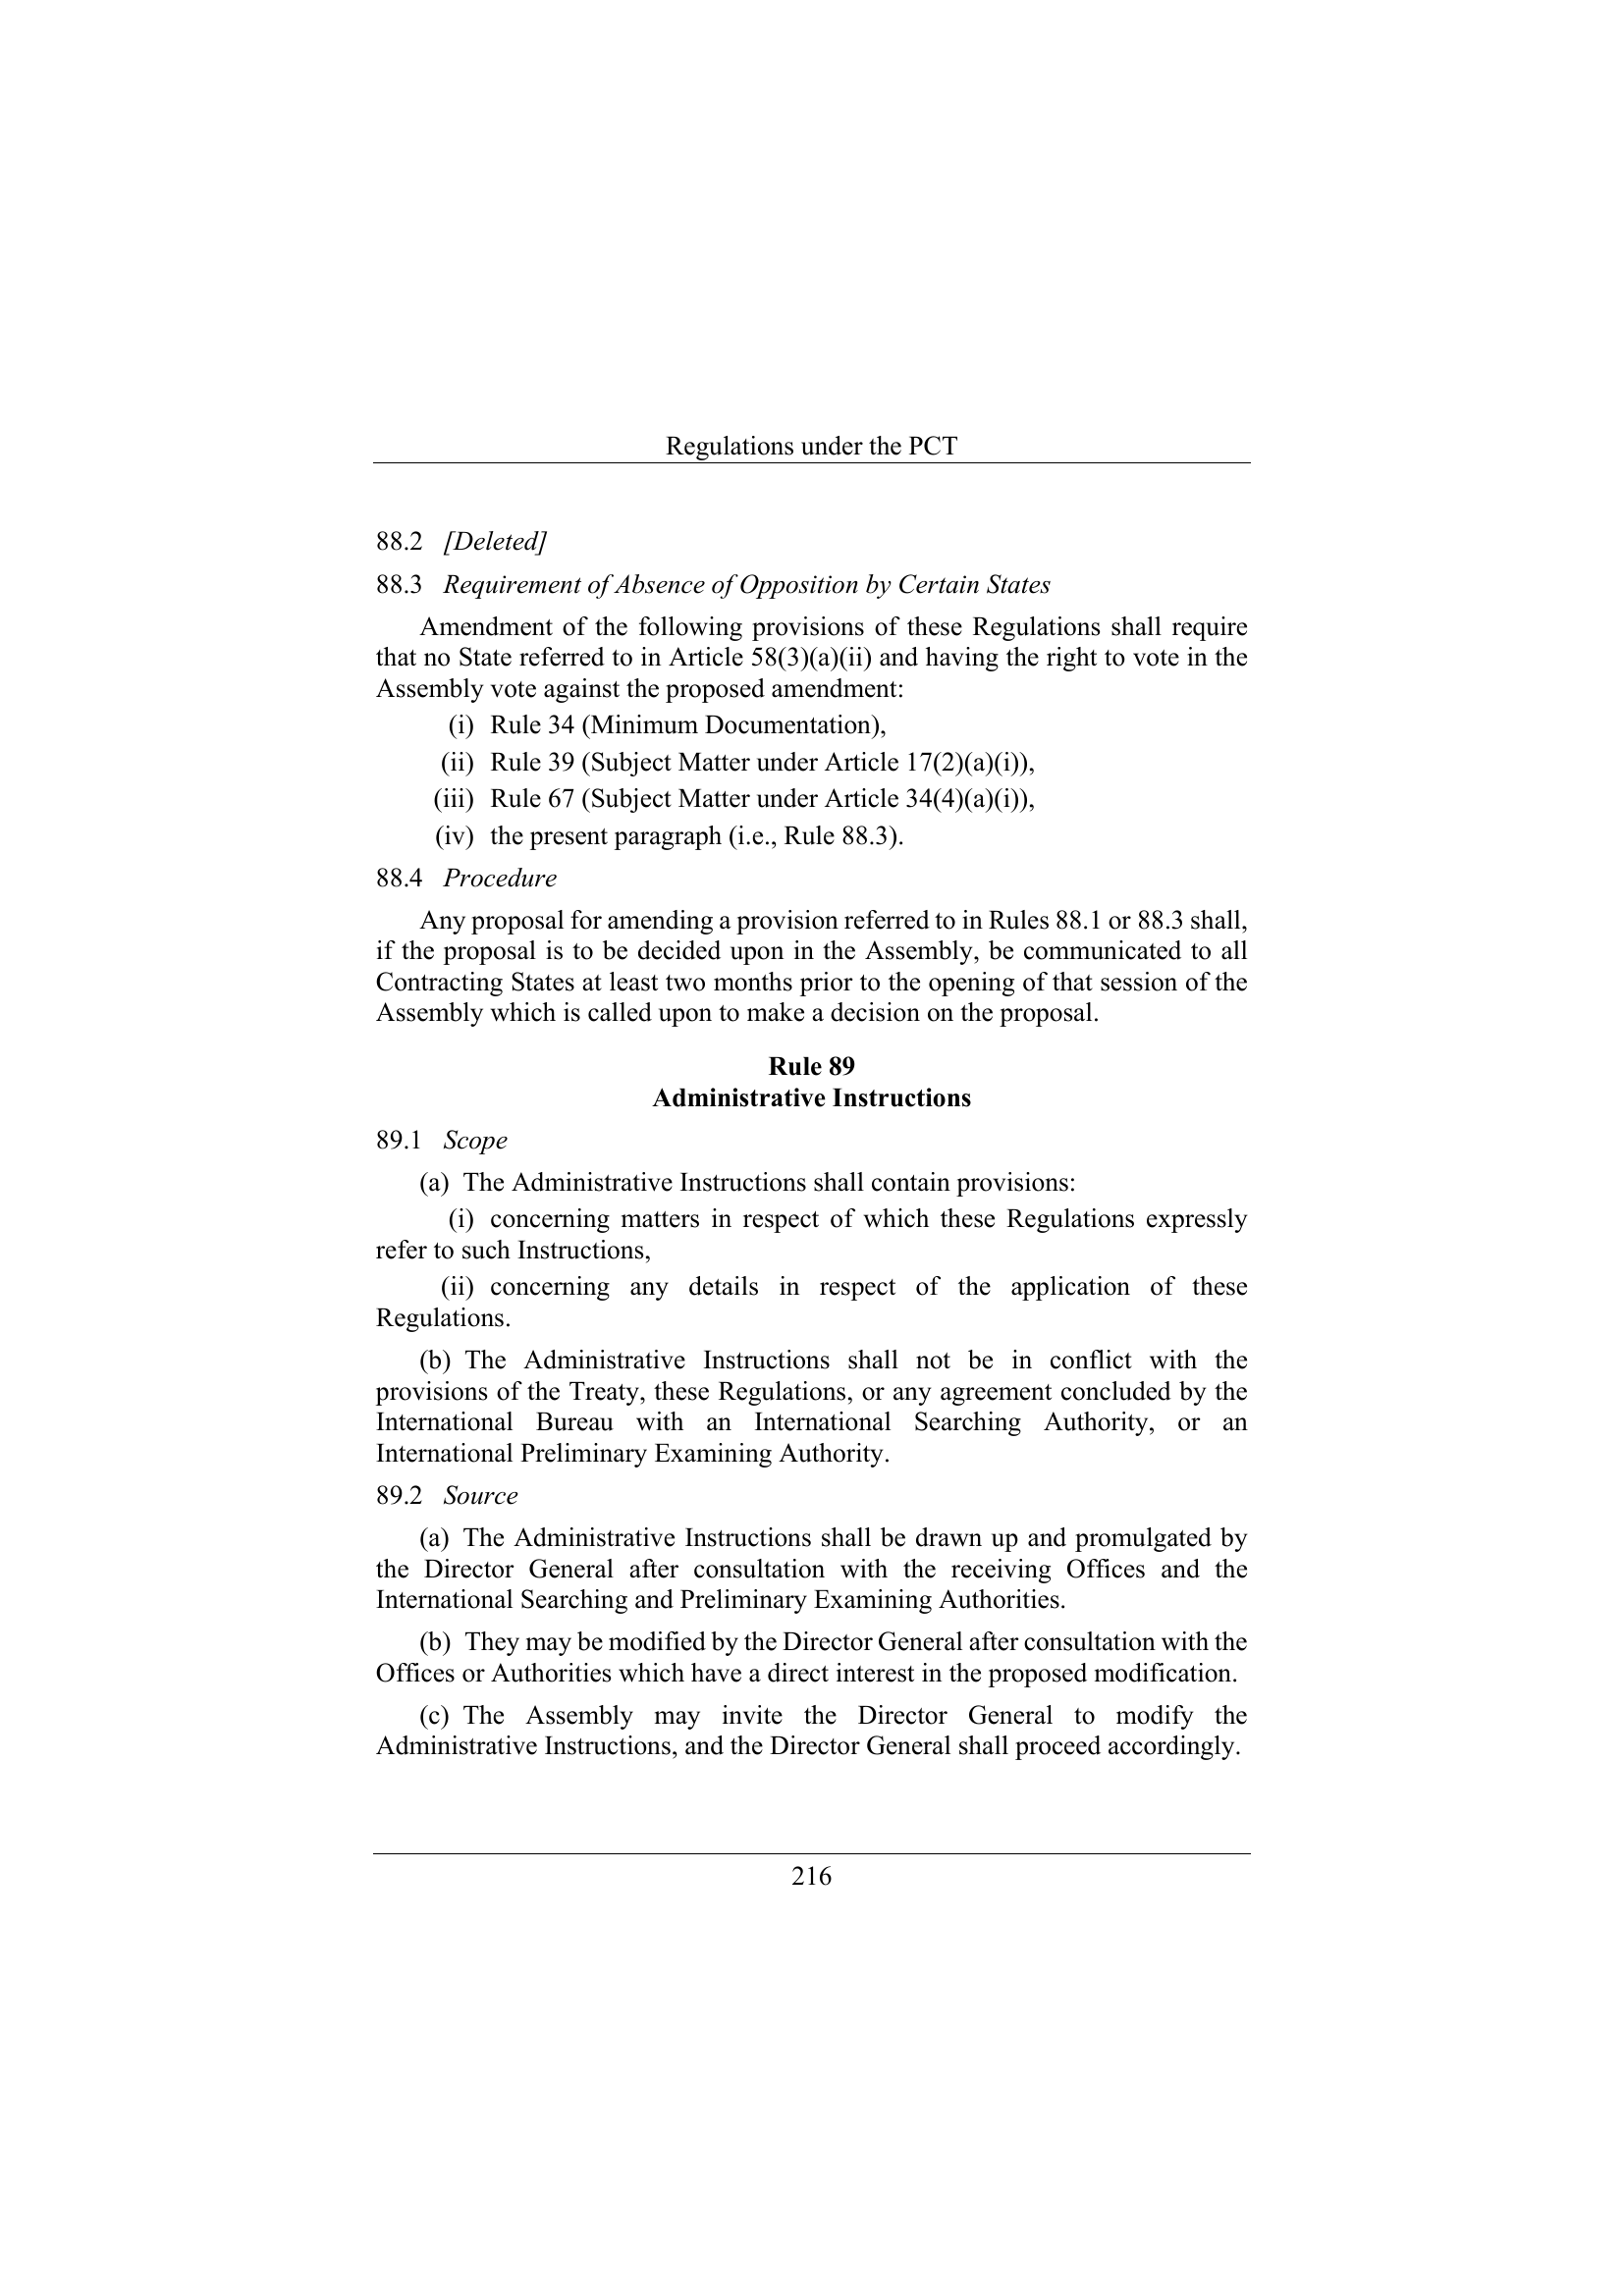 Regulations under the PCT
88.2 [Deleted]
88.3 Requirement of Absence of Opposition by Certain States
Amendment of the following provisions of these Regulations shall require
that no State referred to in Article 58(3)(a)(ii) and having the right to vote in the
Assembly vote against the proposed amendment:
(i) Rule 34 (Minimum Documentation),
(ii) Rule 39 (Subject Matter under Article 17(2)(a)(i)),
(iii) Rule 67 (Subject Matter under Article 34(4)(a)(i)),
(iv) the present paragraph (i.e., Rule 88.3).
88.4 Procedure
Any proposal for amending a provision referred to in Rules 88.1 or 88.3 shall,
if the proposal is to be decided upon in the Assembly, be communicated to all
Contracting States at least two months prior to the opening of that session of the
Assembly which is called upon to make a decision on the proposal.
Rule 89
Administrative Instructions
89.1 Scope
(a) The Administrative Instructions shall contain provisions:
(i) concerning matters in respect of which these Regulations expressly
refer to such Instructions,
(ii) concerning any details in respect of the application of these
Regulations.
(b) The Administrative Instructions shall not be in conflict with the
provisions of the Treaty, these Regulations, or any agreement concluded by the
International Bureau with an International Searching Authority, or an
International Preliminary Examining Authority.
89.2 Source
(a) The Administrative Instructions shall be drawn up and promulgated by
the Director General after consultation with the receiving Offices and the
International Searching and Preliminary Examining Authorities.
(b) They may be modified by the Director General after consultation with the
Offices or Authorities which have a direct interest in the proposed modification.
(c) The Assembly may invite the Director General to modify the
Administrative Instructions, and the Director General shall proceed accordingly.
216